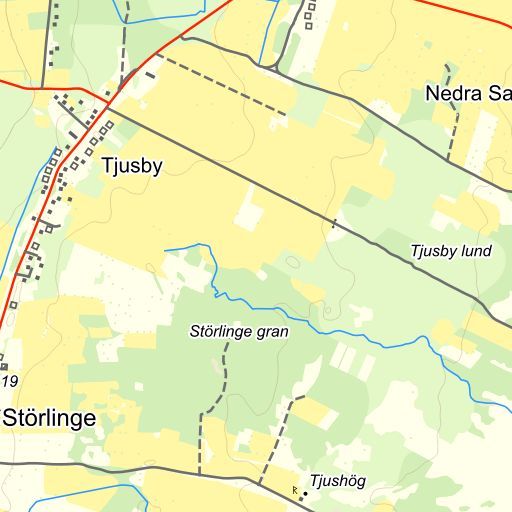 Nedra Sa
Tjusby
Tjusby lund
Störlinge gran
19
Störlinge
Tjushög
R